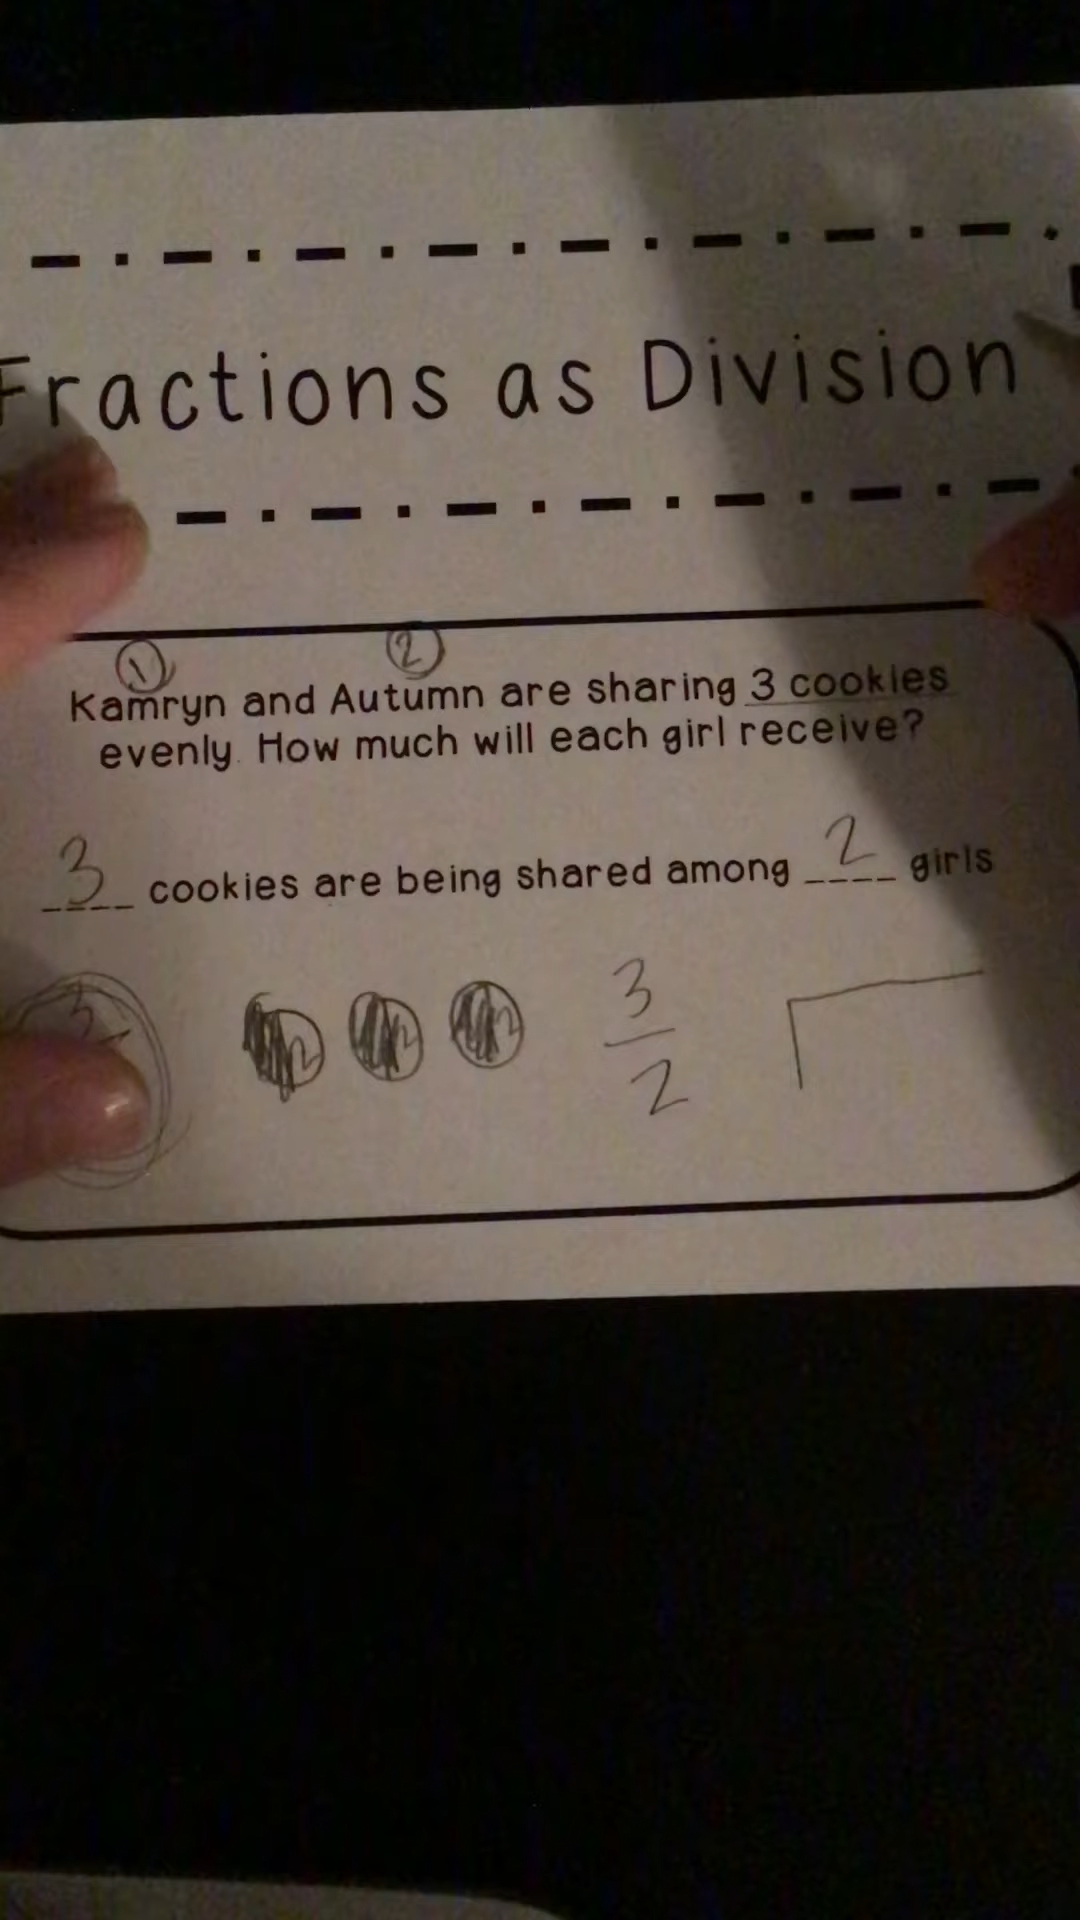 Fractions as Division
1 2
Kamryn and Autumn are sharing 3 cookies
evenly. How much will each girl receive?
3 cookies are being shared among 2 girls
3
2